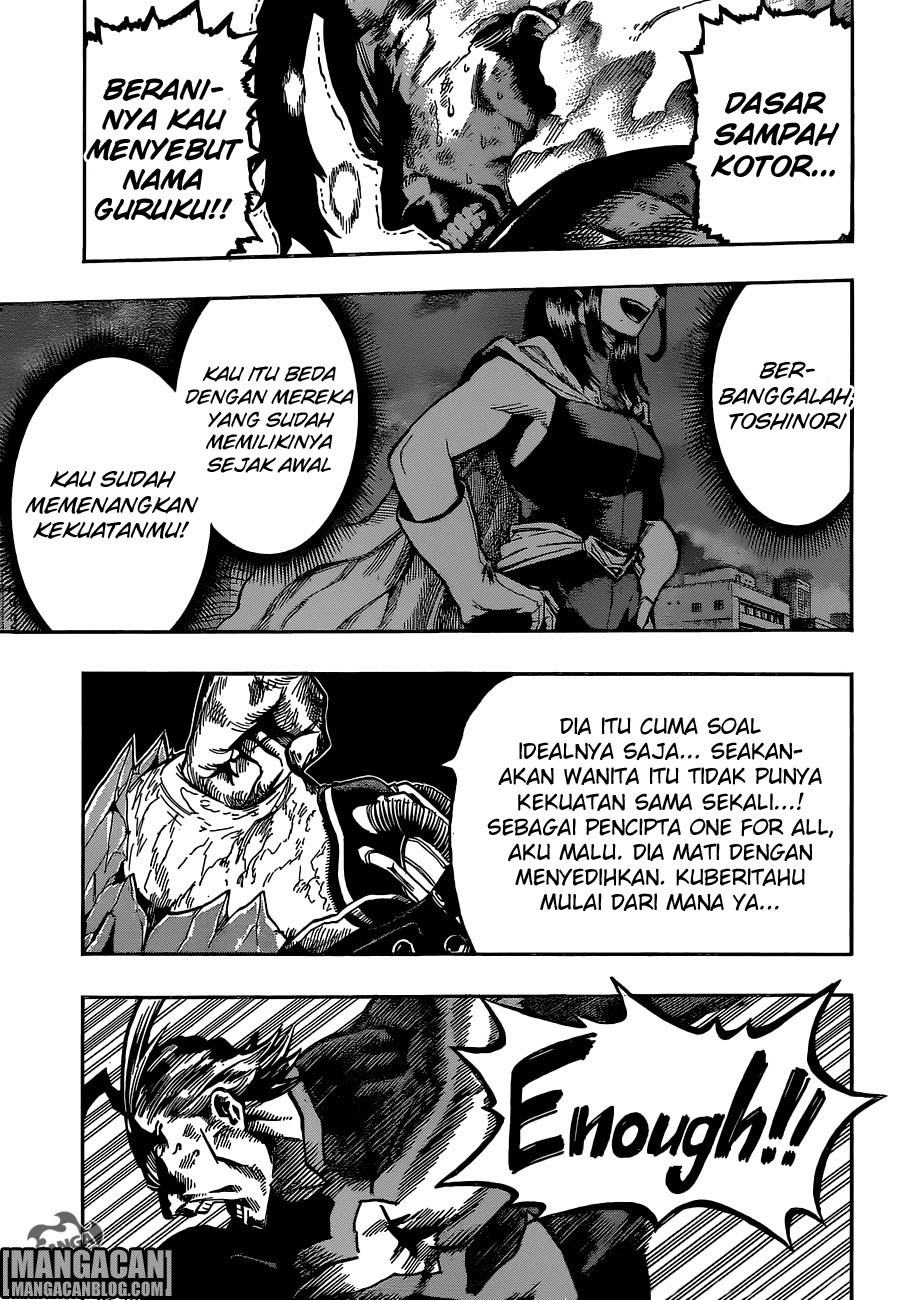 DASAR
SAMPAH
KOTOR...
BERANI-
NYA KAU
MENYEBUT
NAMA
GURUKU!!
BER-
BANGGALAH,
TOSHINORI
KAU ITU BEDA
DENGAN MEREKA
YANG SUDAH
MEMILIKINYA
SEJAK AWAL
KAU SUDAH
MEMENANGKAN
KEKUATANMU!
DIA ITU CUMA SOAL
IDEALNYA SAJA... SEAKAN-
AKAN WANITA ITU TIDAK PUNYA
KEKUATAN SAMA SEKALI...!
SEBAGAI PENCIPTA ONE FOR ALL,
AKU MALU. DIA MATI DENGAN
MENYEDIHKAN. KUBERITAHU
MULAI DARI MANA YA...
Enough!!
MANGACAN
MANGACANBLOG.COM